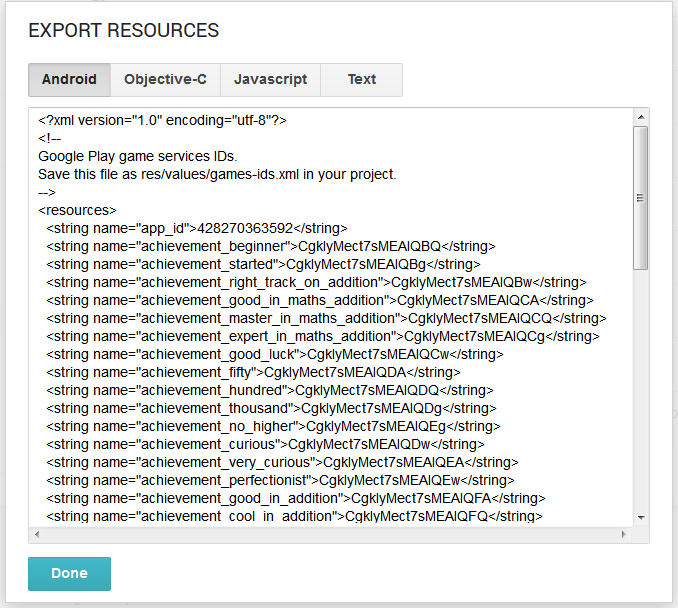 EXPORT RESOURCES
Android Objective-C Javascript Text
<?xml version="1.0" encoding="utf-8"?>
<!--
Google Play game services IDs.
Save this file as res/values/games-ids.xml in your project.
-->
<resources>
<string name="app_id">428270363592</string>
<string name="achievement_beginner">CgklyMect7sMEAIQBQ</string>
<string name="achievement_started">CgklyMect7sMEAIQBg</string>
<string name="achievement_right_track_on_addition">CgklyMect7sMEAIQBw</string>
<string name="achievement_good_in_maths_addition">CgklyMect7sMEAIQCA</string>
<string name="achievement_master_in_maths_addition">CgklyMect7sMEAIQCQ</string>
<string name="achievement_expert_in_maths_addition">CgklyMect7sMEAIQCg</string>
<string name="achievement_good_luck">CgklyMect7sMEAIQCw</string>
<string name="achievement_fifty">CgklyMect7sMEAIQDA</string>
<string name="achievement_hundred">CgklyMect7sMEAIQDQ</string>
<string name="achievement_thousand">CgklyMect7sMEAIQDg</string>
<string name="achievement_no_higher">CgklyMect7sMEAIQEg</string>
<string name="achievement_curious">CgklyMect7sMEAIQDw</string>
<string name="achievement_very_curious">CgklyMect7sMEAIQEA</string>
<string name="achievement_perfectionist">CgklyMect7sMEAIQEw</string>
<string name="achievement_good_in_addition">CgklyMect7sMEAIQFA</string>
<string name="achievement_cool_in_addition">CgklyMect7sMEAIQFQ</string>
Done